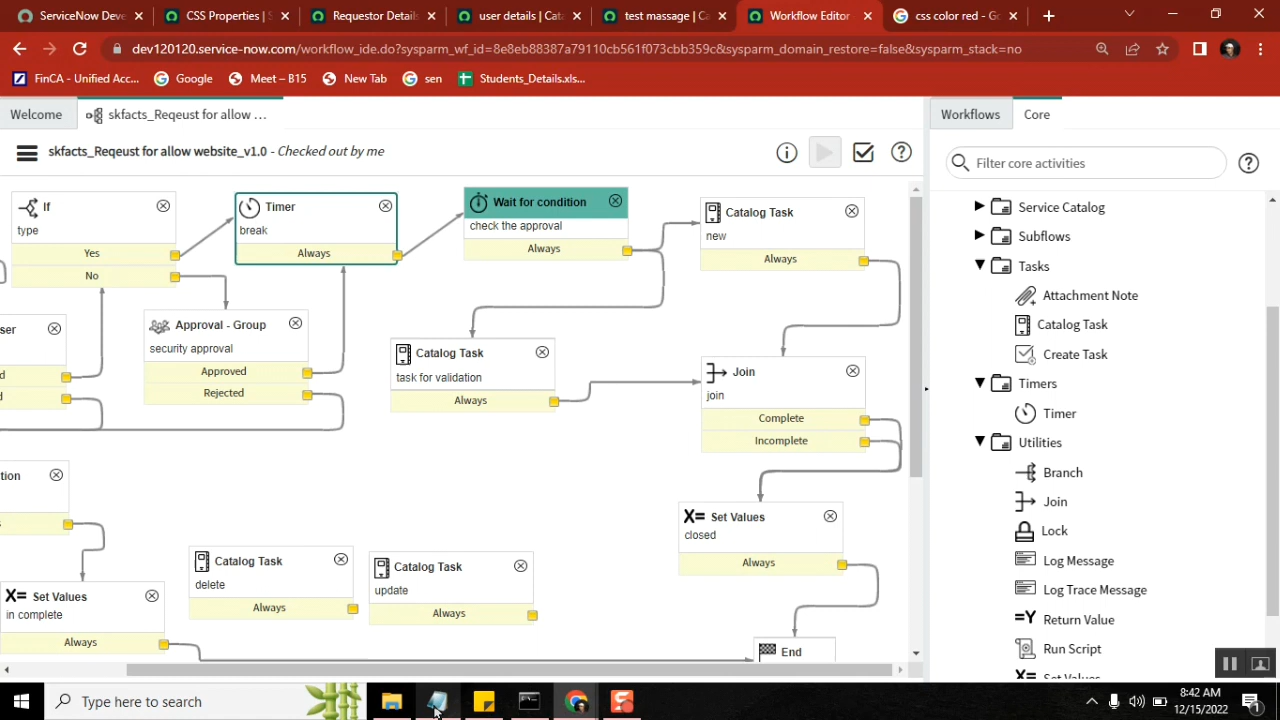 ServiceNow Deve
CSS Properties | S
Requestor Details
user details | Cat
test massage | Ca
Workflow Editor
css color red - Go
dev120120.service-now.com/workflow_ide.do?sysparm_wf_id=8e8eb88387a79110cb561f073cbb359c&sysparm_domain_restore=false&sysparm_stack=no
FinCA - Unified Acc...
Google
Meet – B15
New Tab
sen
Students_Details.xls...
Welcome
skfacts_Reqeust for allow ...
Workflows
Core
skfacts_Reqeust for allow website_v1.0 - Checked out by me
Filter core activities
If
type
Yes
No
Timer
break
Always
Wait for condition
check the approval
Always
Catalog Task
new
Always
Approval - Group
security approval
Approved
Rejected
ser
d
d
Catalog Task
task for validation
Always
Join
join
Complete
Incomplete
tion
s
Set Values
closed
Always
Catalog Task
delete
Always
Catalog Task
update
Always
X= Set Values
in complete
Always
End
Service Catalog
Subflows
Tasks
Attachment Note
Catalog Task
Create Task
Timers
Timer
Utilities
Branch
Join
Lock
Log Message
Log Trace Message
=Y Return Value
Run Script
X= Set Values
Type here to search
8:42 AM
12/15/2022
1